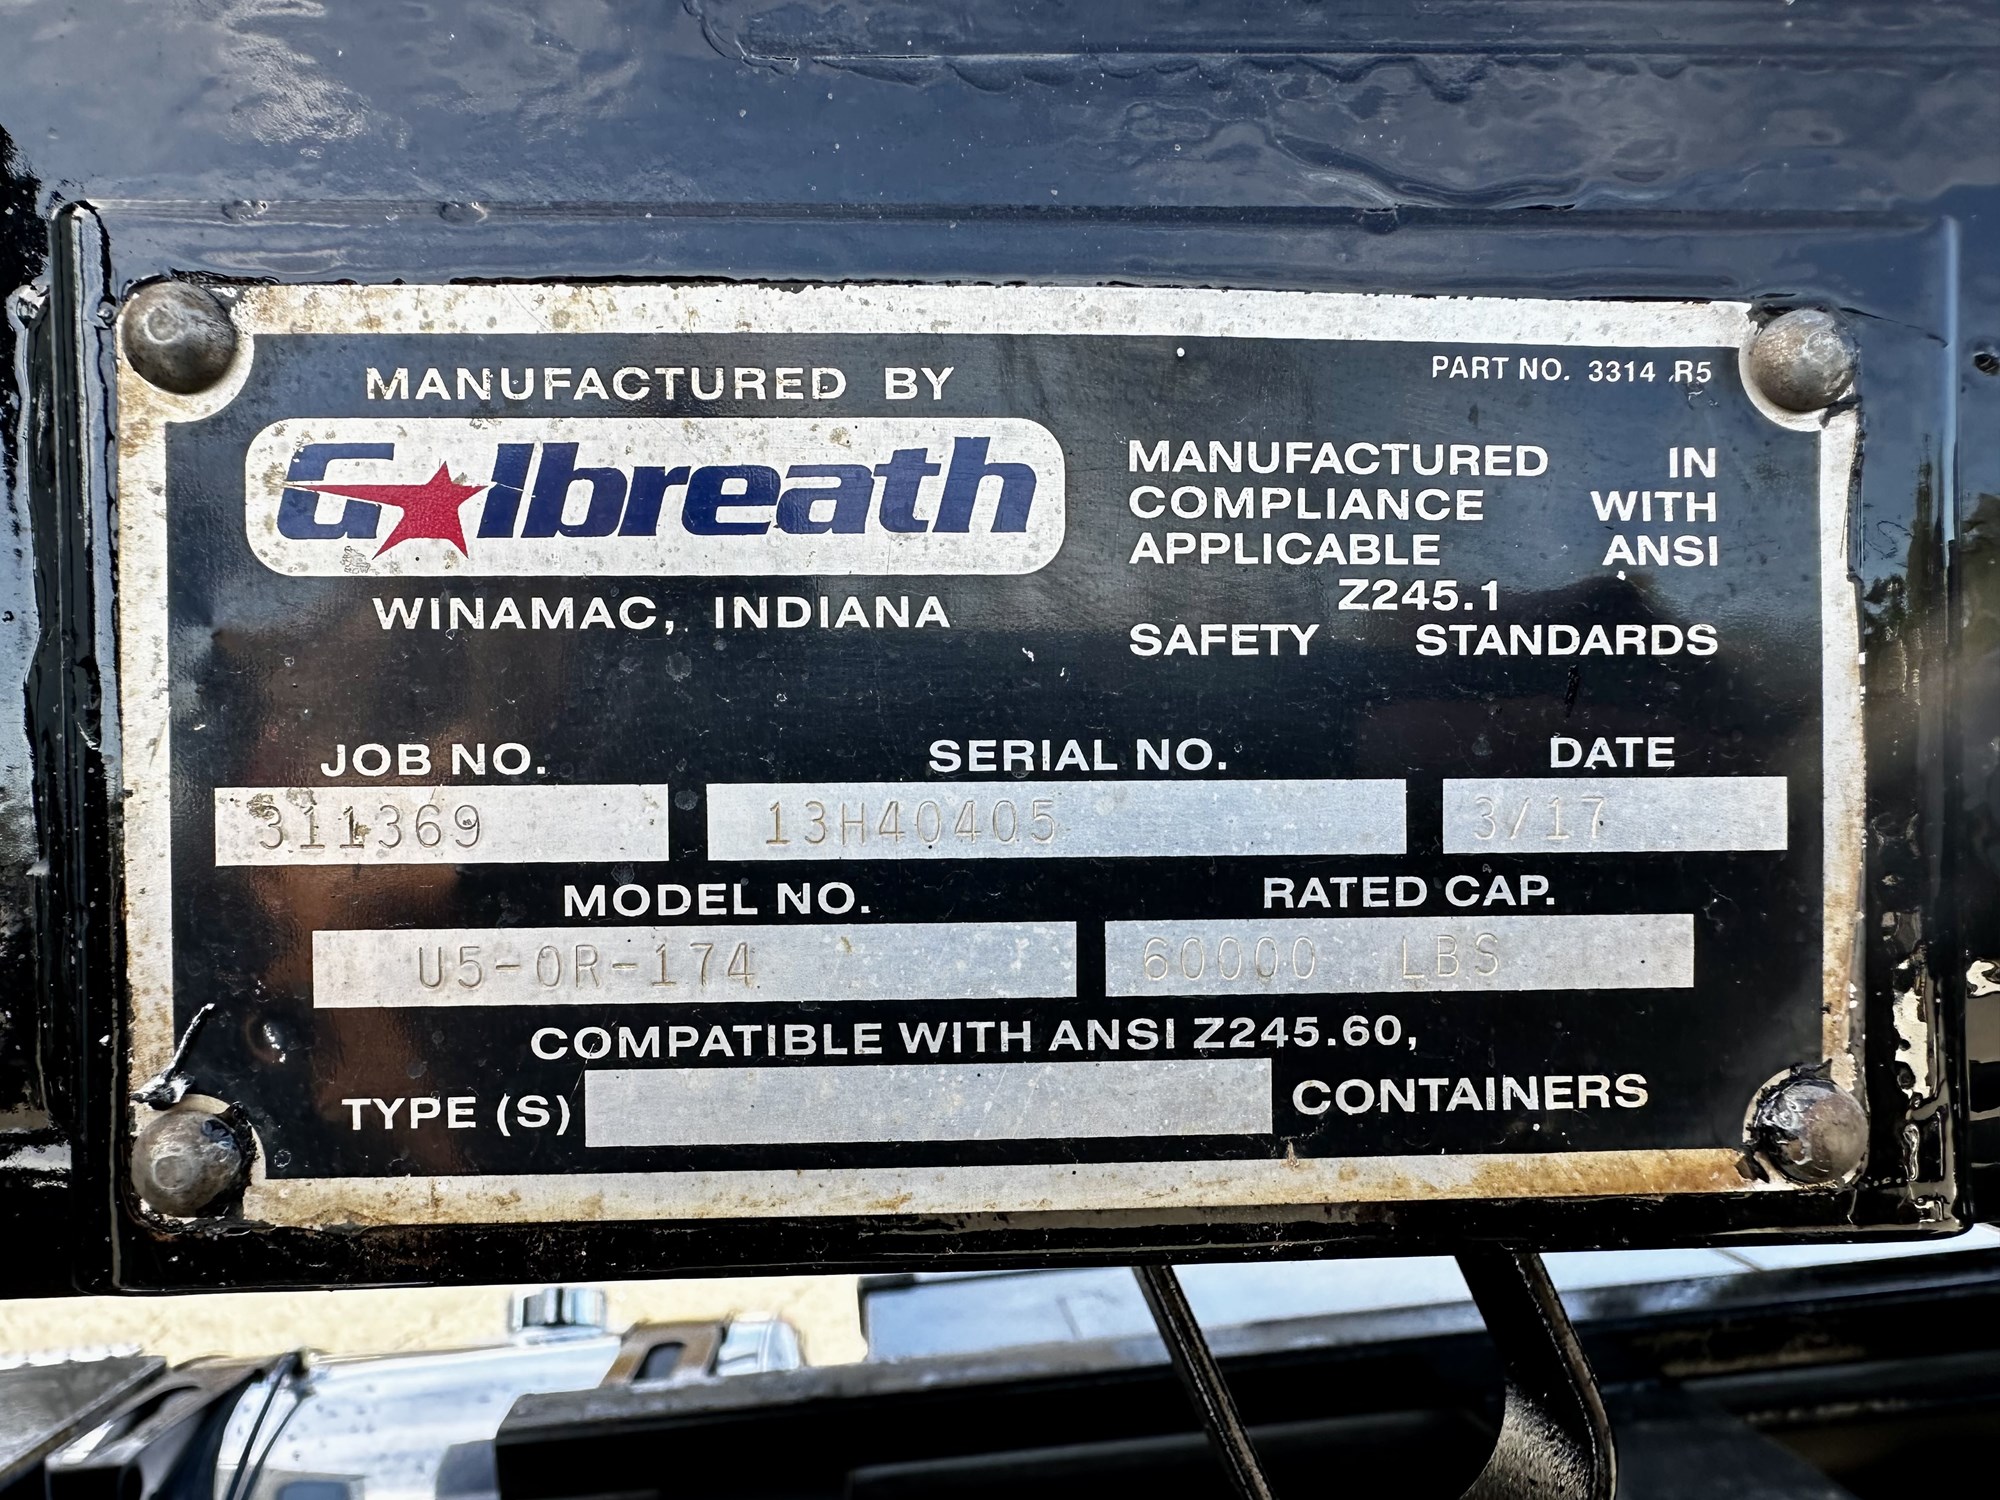 MANUFACTURED BY
Galbreath
WINAMAC, INDIANA
PART NO. 3314 R5
MANUFACTURED IN
COMPLIANCE WITH
APPLICABLE ANSI
Z245.1
SAFETY STANDARDS
JOB NO.
311369
SERIAL NO.
13H40405
DATE
3/17
MODEL NO.
U5-OR-174
RATED CAP.
60000 LBS
COMPATIBLE WITH ANSI Z245.60,
TYPE (S) CONTAINERS